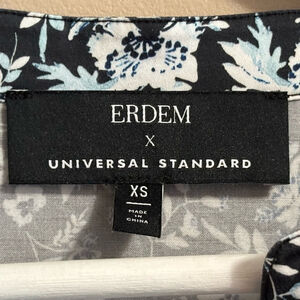 ERDEM
X
UNIVERSAL STANDARD
XS
MADE IN
CHINA